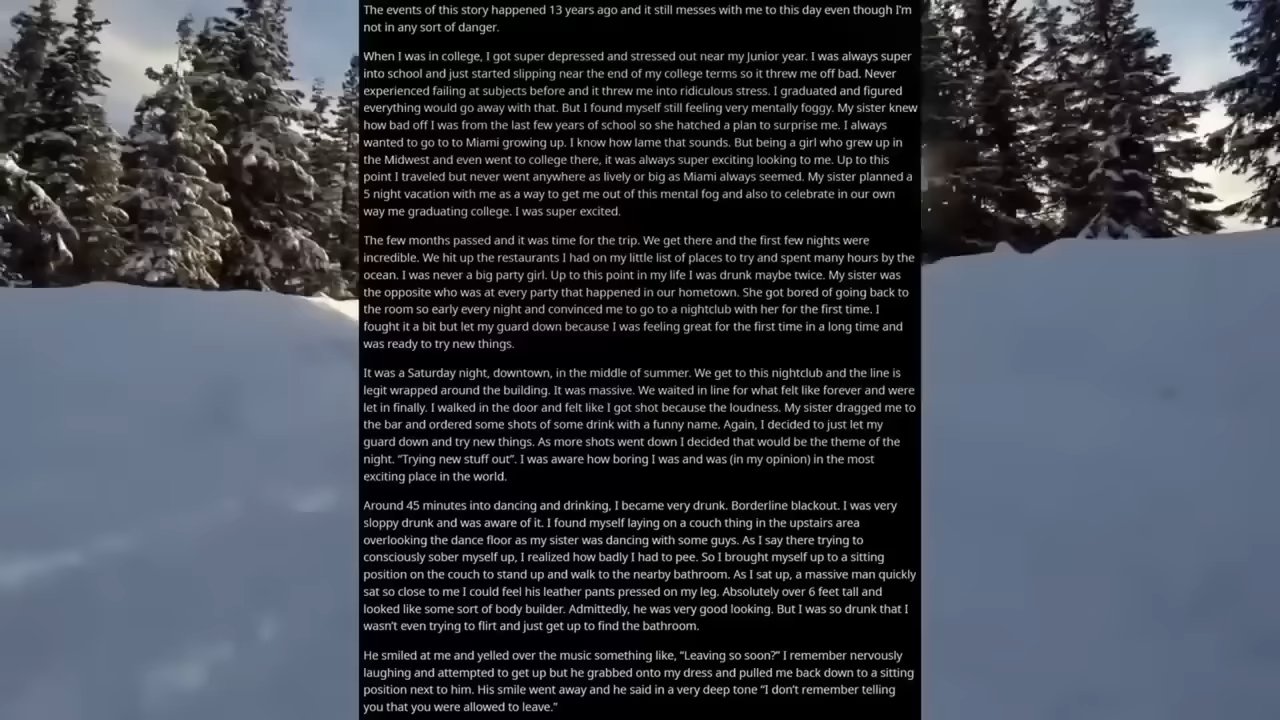 The events of this story happened 13 years ago and it still messes with me to this day even though I'm
not in any sort of danger.
When I was in college, I got super depressed and stressed out near my Junior year. I was always super
into school and just started slipping near the end of my college terms so it threw me off bad. Never
experienced failing at subjects before and it threw me into ridiculous stress. I graduated and figured
everything would go away with that. But I found myself still feeling very mentally foggy. My sister knew
how bad off I was from the last few years of school so she hatched a plan to surprise me. I always
wanted to go to to Miami growing up. I know how lame that sounds. But being a girl who grew up in
the Midwest and even went to college there, it was always super exciting looking to me. Up to this
point I traveled but never went anywhere as lively or big as Miami always seemed. My sister planned a
5 night vacation with me as a way to get me out of this mental fog and also to celebrate in our own
way me graduating college. I was super excited.
The few months passed and it was time for the trip. We get there and the first few nights were
incredible. We hit up the restaurants I had on my little list of places to try and spent many hours by the
ocean. I was never a big party girl. Up to this point in my life I was drunk maybe twice. My sister was
the opposite who was at every party that happened in our hometown. She got bored of going back to
the room so early every night and convinced me to go to a nightclub with her for the first time. I
fought it a bit but let my guard down because I was feeling great for the first time in a long time and
was ready to try new things.
It was a Saturday night, downtown, in the middle of summer. We get to this nightclub and the line is
legit wrapped around the building. It was massive. We waited in line for what felt like forever and were
let in finally. I walked in the door and felt like I got shot because the loudness. My sister dragged me to
the bar and ordered some shots of some drink with a funny name. Again, I decided to just let my
guard down and try new things. As more shots went down I decided that would be the theme of the
night. “Trying new stuff out”. I was aware how boring I was and was (in my opinion) in the most
exciting place in the world.
Around 45 minutes into dancing and drinking, I became very drunk. Borderline blackout. I was very
sloppy drunk and was aware of it. I found myself laying on a couch thing in the upstairs area
overlooking the dance floor as my sister was dancing with some guys. As I say there trying to
consciously sober myself up, I realized how badly I had to pee. So I brought myself up to a sitting
position on the couch to stand up and walk to the nearby bathroom. As I sat up, a massive man quickly
sat so close to me I could feel his leather pants pressed on my leg. Absolutely over 6 feet tall and
looked like some sort of body builder. Admittedly, he was very good looking. But I was so drunk that I
wasn't even trying to flirt and just get up to find the bathroom.
He smiled at me and yelled over the music something like, “Leaving so soon?” I remember nervously
laughing and attempted to get up but he grabbed onto my dress and pulled me back down to a sitting
position next to him. His smile went away and he said in a very deep tone “I don't remember telling
you that you were allowed to leave.”